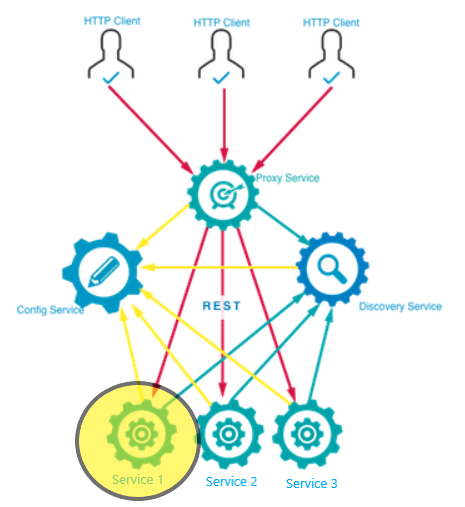 HTTP Client
HTTP Client
HTTP Client
Proxy Service
Config Service
REST
Discovery Service
Service 1
Service 2
Service 3